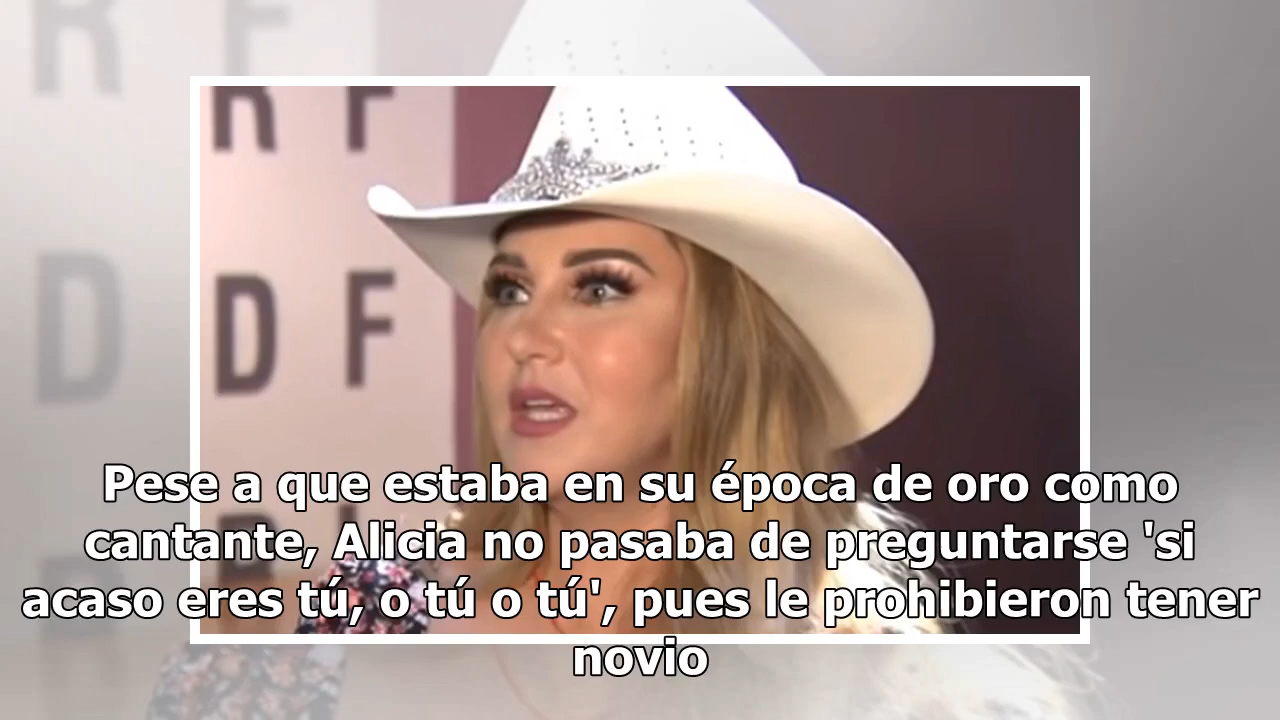 R F
R F
D D F
Pese a que estaba en su época de oro como
cantante, Alicia no pasaba de preguntarse 'si
acaso eres tú, o tú o tú', pues le prohibieron tener
novio